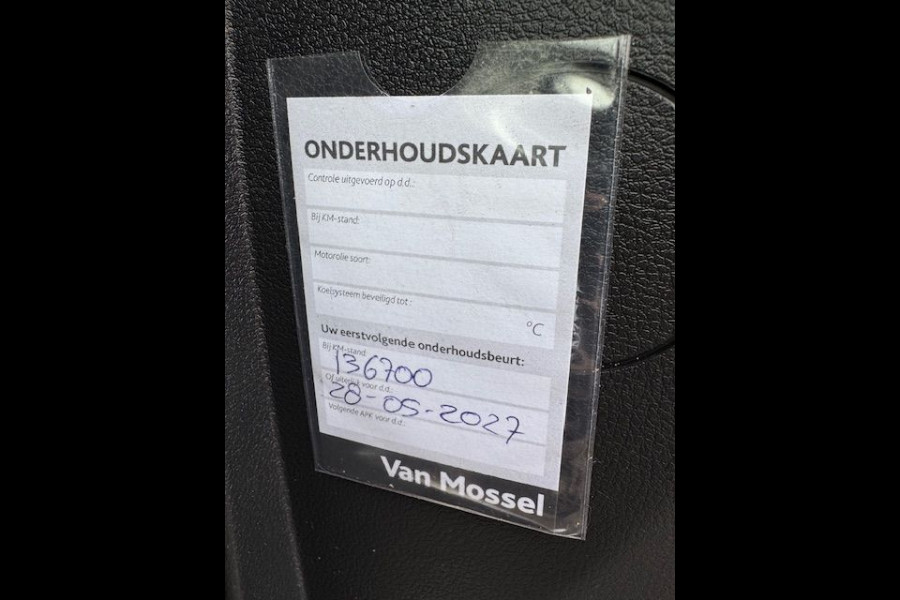 ONDERHOUDSKAART
Controle uitgevoerd op d.d.:
Bij KM-stand:
Motorolie soort:
Koelsysteem beveiligd tot:
°C
Uw eerstvolgende onderhoudsbeurt:
Bij KM-stand
136700
Of uiterlijk voor d.d.:
28-05-2027
Volgende APK voor d.d.:
Van Mossel